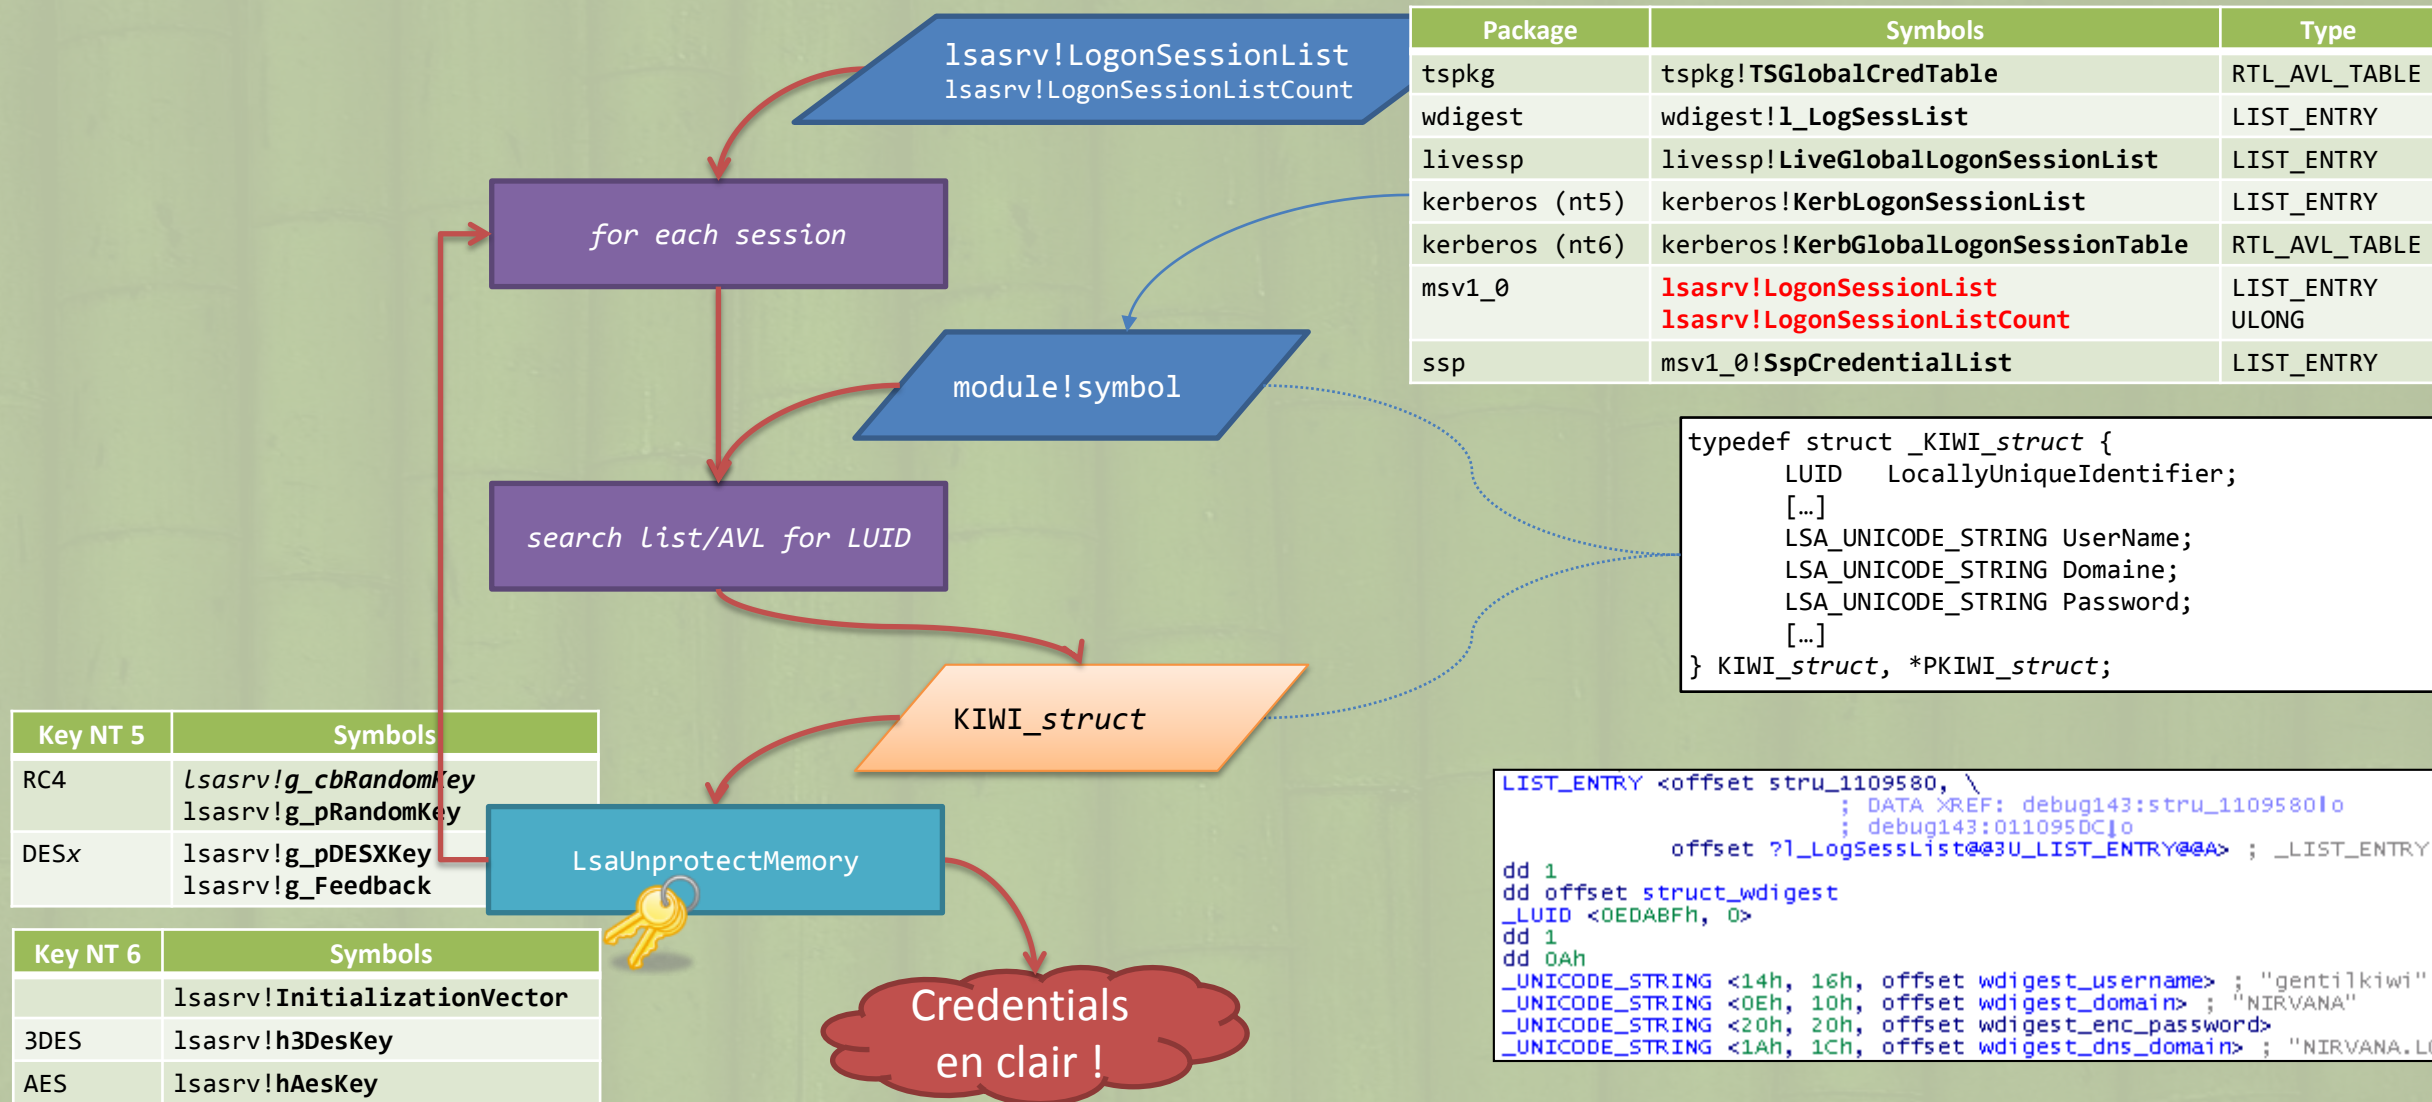 lsasrv!LogonSessionList
lsasrv!LogonSessionListCount
for each session
module!symbol
search list/AVL for LUID
KIWI_struct
LsaUnprotectMemory
Credentials
en clair !
Package Symbols Type
tspkg tspkg!TSGlobalCredTable RTL_AVL_TABLE
wdigest wdigest!l_LogSessList LIST_ENTRY
livessp livessp!LiveGlobalLogonSessionList LIST_ENTRY
kerberos (nt5) kerberos!KerbLogonSessionList LIST_ENTRY
kerberos (nt6) kerberos!KerbGlobalLogonSessionTable RTL_AVL_TABLE
msv1_0 lsasrv!LogonSessionList LIST_ENTRY
lsasrv!LogonSessionListCount ULONG
ssp msv1_0!SspCredentialList LIST_ENTRY
typedef struct _KIWI_struct {
LUID LocallyUniqueIdentifier;
[…]
LSA_UNICODE_STRING UserName;
LSA_UNICODE_STRING Domaine;
LSA_UNICODE_STRING Password;
[…]
} KIWI_struct, *PKIWI_struct;
Key NT 5 Symbols
RC4 lsasrv!g_cbRandomKey
lsasrv!g_pRandomKey
DESx lsasrv!g_pDESXKey
lsasrv!g_Feedback
Key NT 6 Symbols
lsasrv!InitializationVector
3DES lsasrv!h3DesKey
AES lsasrv!hAesKey
LIST_ENTRY <offset stru_1109580, \
; DATA XREF: debug143:stru_1109580↑o
; debug143:011095DC↓o
offset ?l_LogSessList@@3U_LIST_ENTRY@@A> ; _LIST_ENTRY
dd 1
dd offset struct_wdigest
_LUID <0EDABFh, 0>
dd 1
dd 0Ah
_UNICODE_STRING <14h, 16h, offset wdigest_username> ; "gentilkiwi"
_UNICODE_STRING <0Eh, 10h, offset wdigest_domain> ; "NIRVANA"
_UNICODE_STRING <20h, 20h, offset wdigest_enc_password>
_UNICODE_STRING <1Ah, 1Ch, offset wdigest_dns_domain> ; "NIRVANA.LO